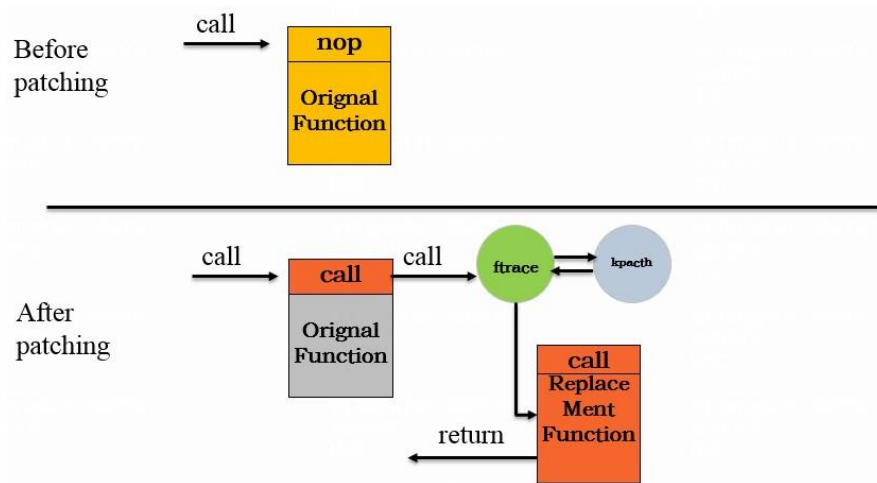 call
nop
Before
patching
Orignal
Function
call
call
call
ftrace
kpacth
After
patching
Orignal
Function
call
Replace
Ment
Function
return